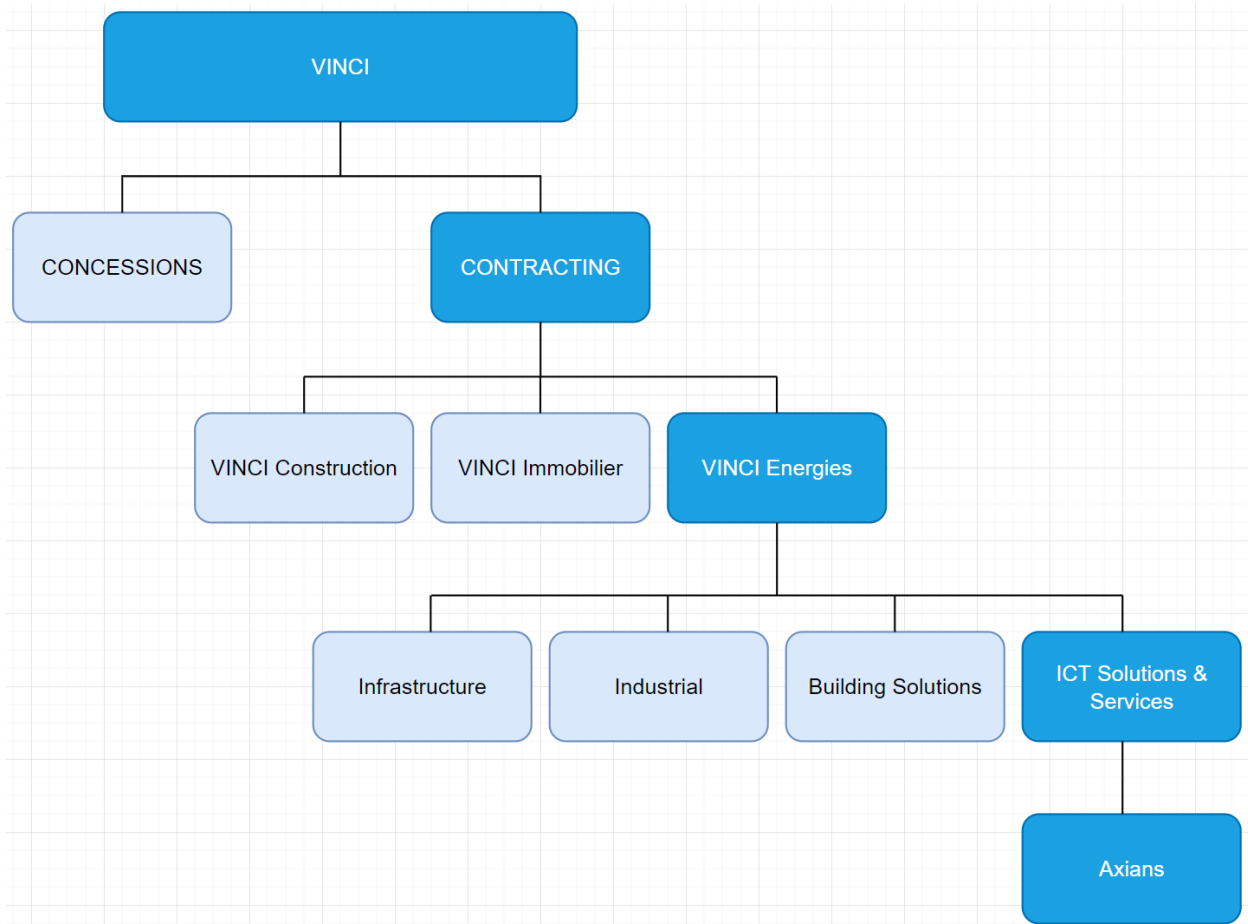 VINCI
CONCESSIONS
CONTRACTING
VINCI Construction
VINCI Immobilier
VINCI Energies
Infrastructure
Industrial
Building Solutions
ICT Solutions &
Services
Axians